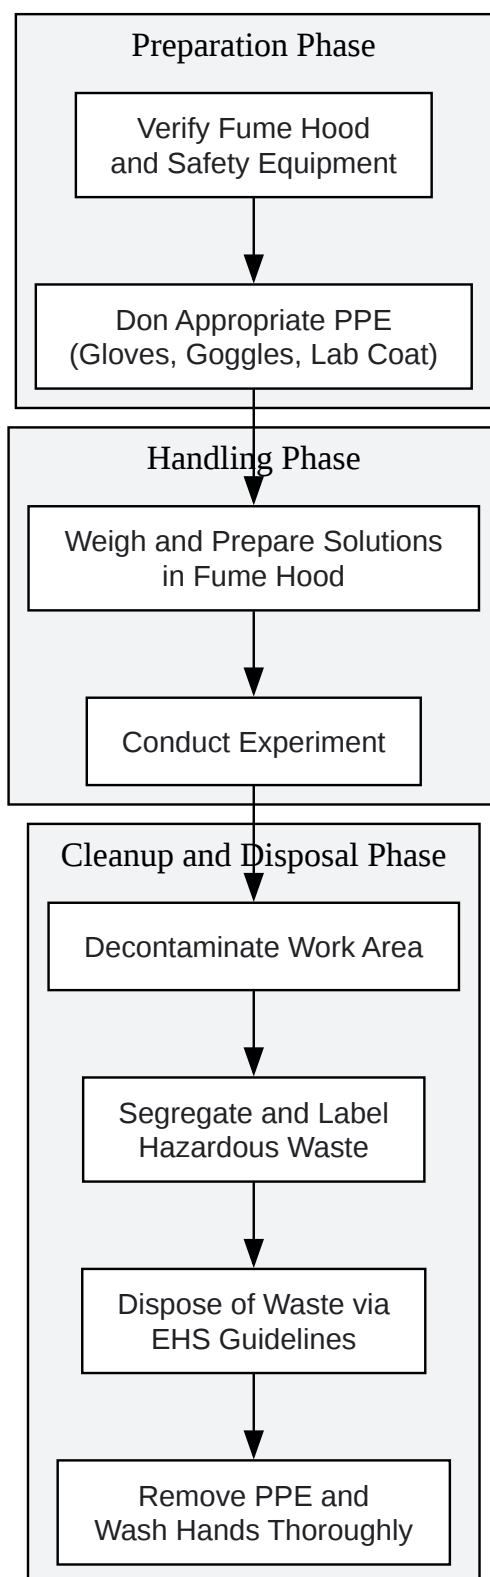 Preparation Phase
Verify Fume Hood
and Safety Equipment
Don Appropriate PPE
(Gloves, Goggles, Lab Coat)
Handling Phase
Weigh and Prepare Solutions
in Fume Hood
Conduct Experiment
Cleanup and Disposal Phase
Decontaminate Work Area
Segregate and Label
Hazardous Waste
Dispose of Waste via
EHS Guidelines
Remove PPE and
Wash Hands Thoroughly